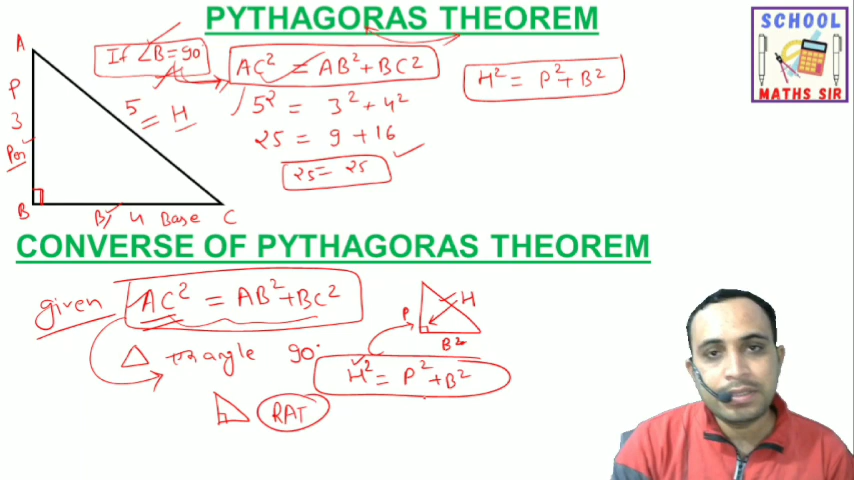 PYTHAGORAS THEOREM
SCHOOL
MATHS SIR
A
If ∠B=90
AC² = AB²+BC²
H² = P²+B²
P
3
Pen
5
H
5² = 3²+4²
25 = 9+16
25 = 25
B
B 4 Base C
CONVERSE OF PYTHAGORAS THEOREM
given AC² = AB²+BC²
P
H
B²
△ triangle 90°
H² = P²+B²
RAT